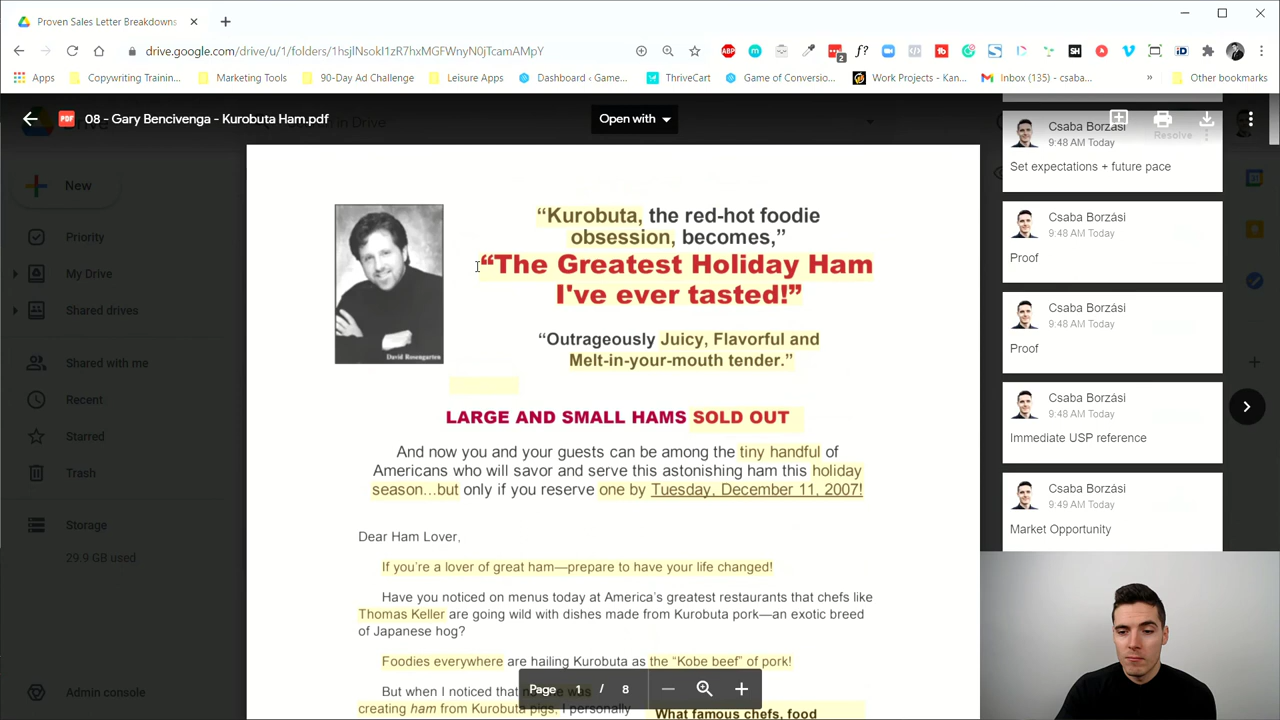 Proven Sales Letter Breakdowns
drive.google.com/drive/u/1/folders/1hsjlNsokI1zR7hxMGFWnyN0jTcamAMpY
Apps
Copywriting Trainin...
Marketing Tools
90-Day Ad Challenge
Leisure Apps
Dashboard ‹ Game...
ThriveCart
Game of Conversio...
Work Projects - Kan...
Inbox (135) - csaba...
Other bookmarks
08 - Gary Bencivenga - Kurobuta Ham.pdf
Open with
New
Priority
My Drive
Shared drives
Shared with me
Recent
Starred
Trash
Storage
29.9 GB used
Admin console
David Rosengarten
“Kurobuta, the red-hot foodie
obsession, becomes,”
“The Greatest Holiday Ham
I've ever tasted!”
“Outrageously Juicy, Flavorful and
Melt-in-your-mouth tender.”
LARGE AND SMALL HAMS SOLD OUT
And now you and your guests can be among the tiny handful of
Americans who will savor and serve this astonishing ham this holiday
season...but only if you reserve one by Tuesday, December 11, 2007!
Dear Ham Lover,
If you're a lover of great ham—prepare to have your life changed!
Have you noticed on menus today at America's greatest restaurants that chefs like
Thomas Keller are going wild with dishes made from Kurobuta pork—an exotic breed
of Japanese hog?
Foodies everywhere are hailing Kurobuta as the “Kobe beef” of pork!
But when I noticed that no one was
creating ham from Kurobuta pigs, I personally
What famous chefs, food
Page 1 / 8
Csaba Borzási
9:48 AM Today
Resolve
Set expectations + future pace
Csaba Borzási
9:48 AM Today
Proof
Csaba Borzási
9:48 AM Today
Proof
Csaba Borzási
9:48 AM Today
Immediate USP reference
Csaba Borzási
9:49 AM Today
Market Opportunity